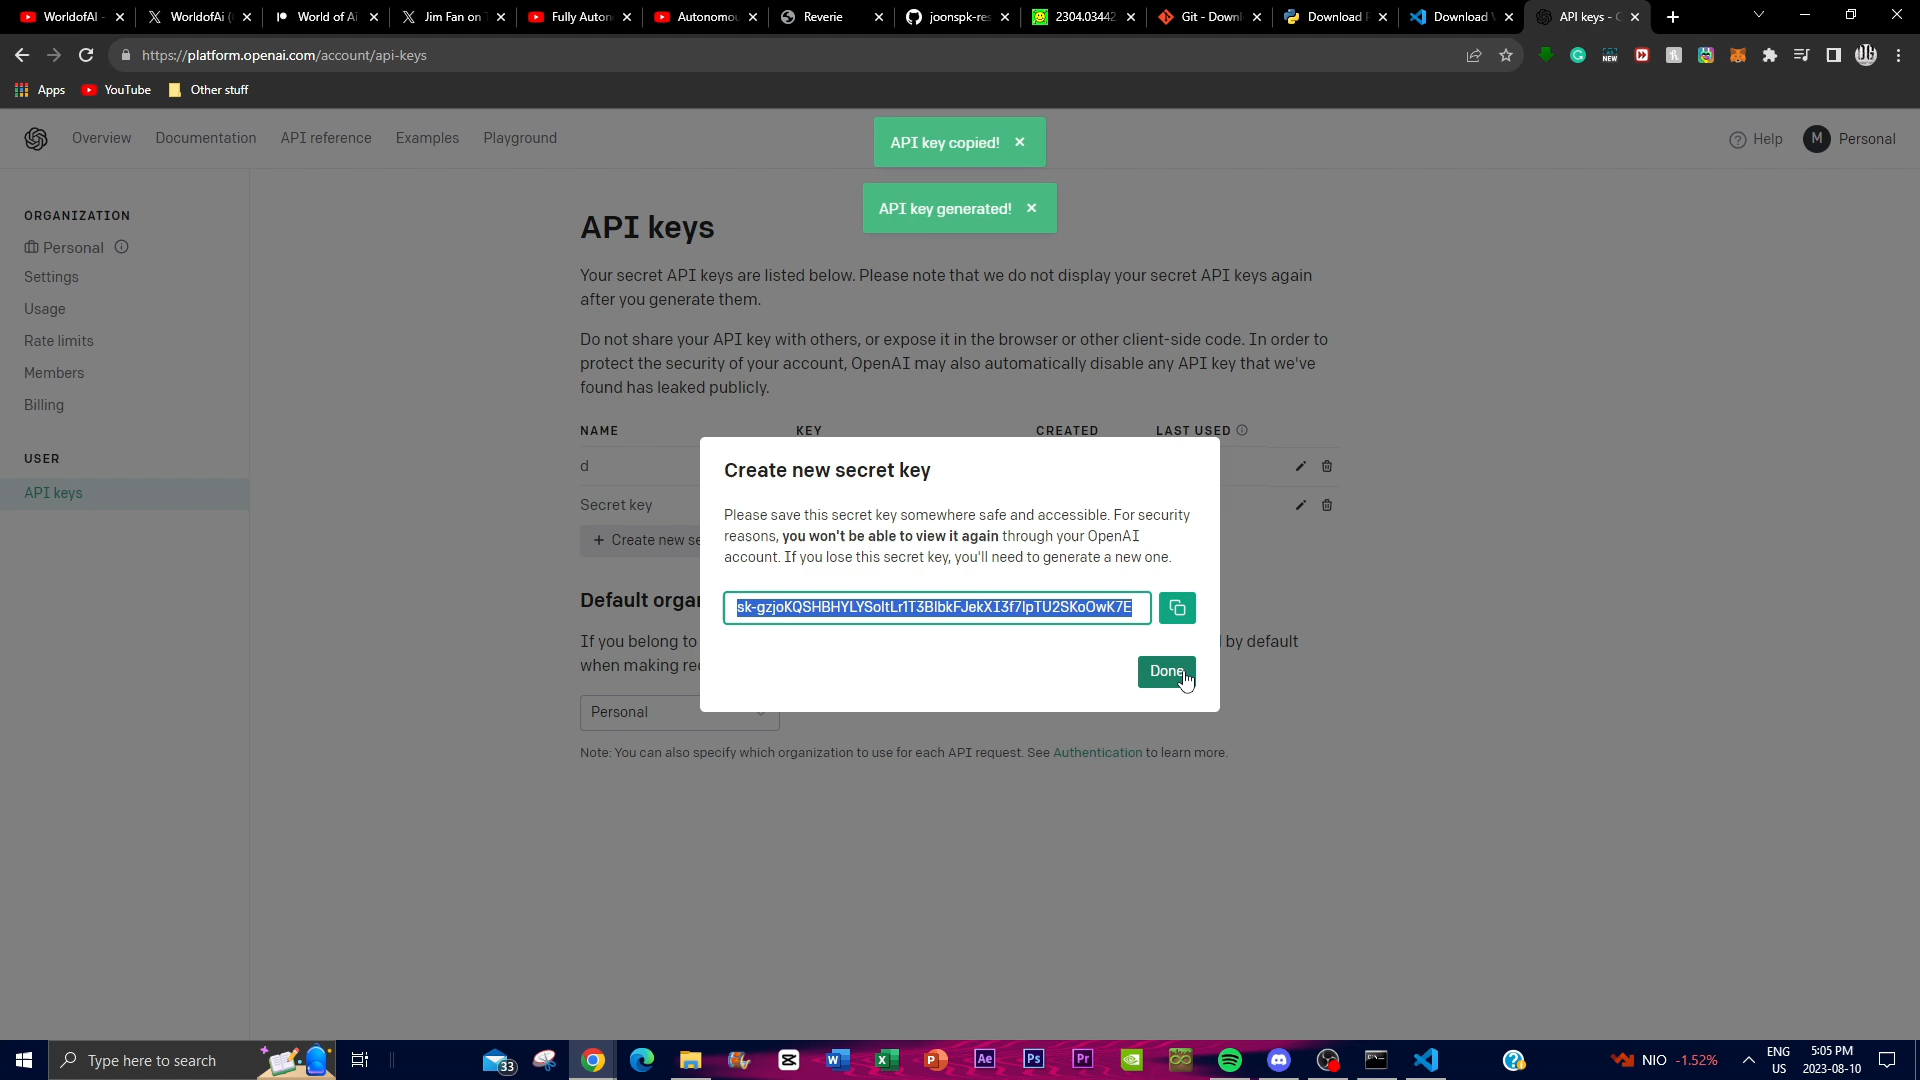 WorldofAI -
WorldofAi (
World of Ai
Jim Fan on
Fully Auton
Autonomou
Reverie
joonspk-res
2304.03442
Git - Downl
Download
Download
API keys -
https://platform.openai.com/account/api-keys
NEW
Apps
YouTube
Other stuff
Overview
Documentation
API reference
Examples
Playground
API key copied!
Help
M
Personal
API key generated!
ORGANIZATION
Personal
Settings
Usage
Rate limits
Members
Billing
USER
API keys
API keys
Your secret API keys are listed below. Please note that we do not display your secret API keys again
after you generate them.
Do not share your API key with others, or expose it in the browser or other client-side code. In order to
protect the security of your account, OpenAI may also automatically disable any API key that we've
found has leaked publicly.
NAME KEY CREATED LAST USED
d
Secret key
+ Create new se
Create new secret key
Please save this secret key somewhere safe and accessible. For security
reasons, you won't be able to view it again through your OpenAI
account. If you lose this secret key, you'll need to generate a new one.
Done
Default orga
If you belong to
by default
when making re
Personal
Note: You can also specify which organization to use for each API request. See Authentication to learn more.
Type here to search
33
Ae
Ps
Pr
NIO -1.52%
ENG
US
5:05 PM
2023-08-10